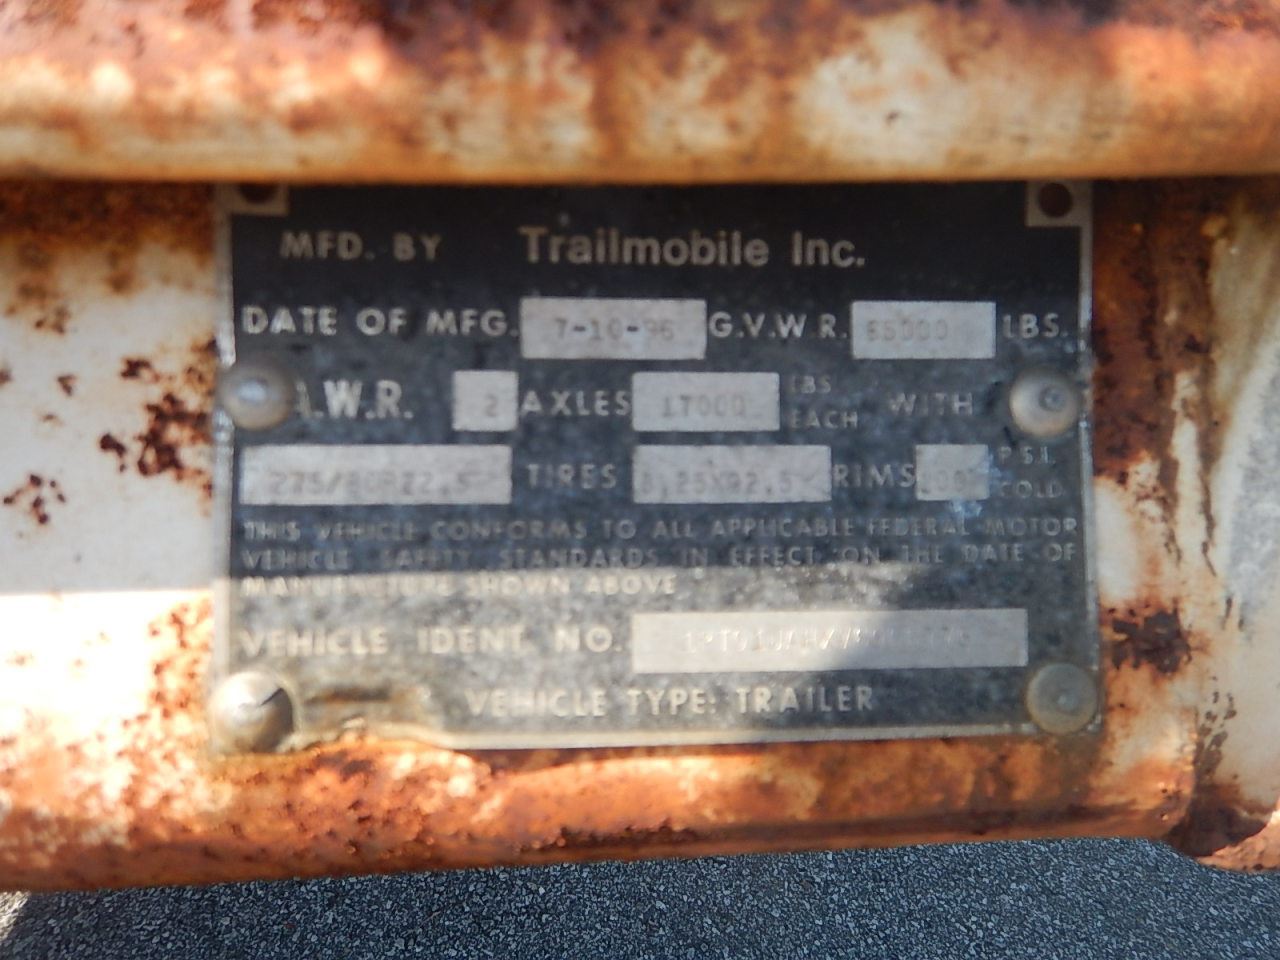 MFD. BY Trailmobile Inc.
DATE OF MFG. 7-10-96 G.V.W.R. 65000 LBS.
.W.R. 2 AXLES 17000 LBS EACH WITH
TIRES RIMS P.S.I. COLD
THIS VEHICLE CONFORMS TO ALL APPLICABLE FEDERAL MOTOR
VEHICLE SAFETY STANDARDS IN EFFECT ON THE DATE OF
MANUFACTURE SHOWN ABOVE
VEHICLE IDENT. NO.
VEHICLE TYPE: TRAILER